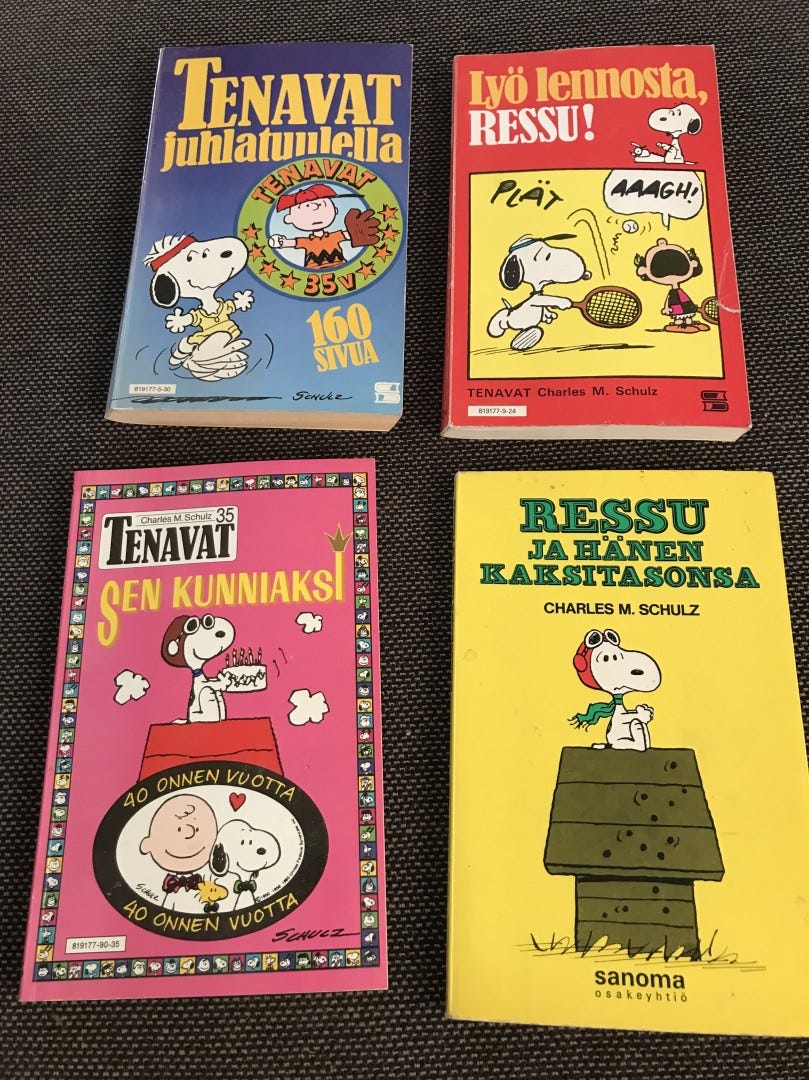 TENAVAT
juhlatuulella
TENAVAT
35V
160
SIVUA
819177-5-30
SCHULZ
Lyö lennosta,
RESSU!
PLÄT
AAAGH!
TENAVAT Charles M. Schulz
819177-9-24
Charles M. Schulz 35
TENAVAT
SEN KUNNIAKSI
40 ONNEN VUOTTA
SCHULZ
40 ONNEN VUOTTA
SCHULZ
819177-90-35
RESSU
JA HÄNEN
KAKSITASONSA
CHARLES M. SCHULZ
sanoma
osakeyhtiö